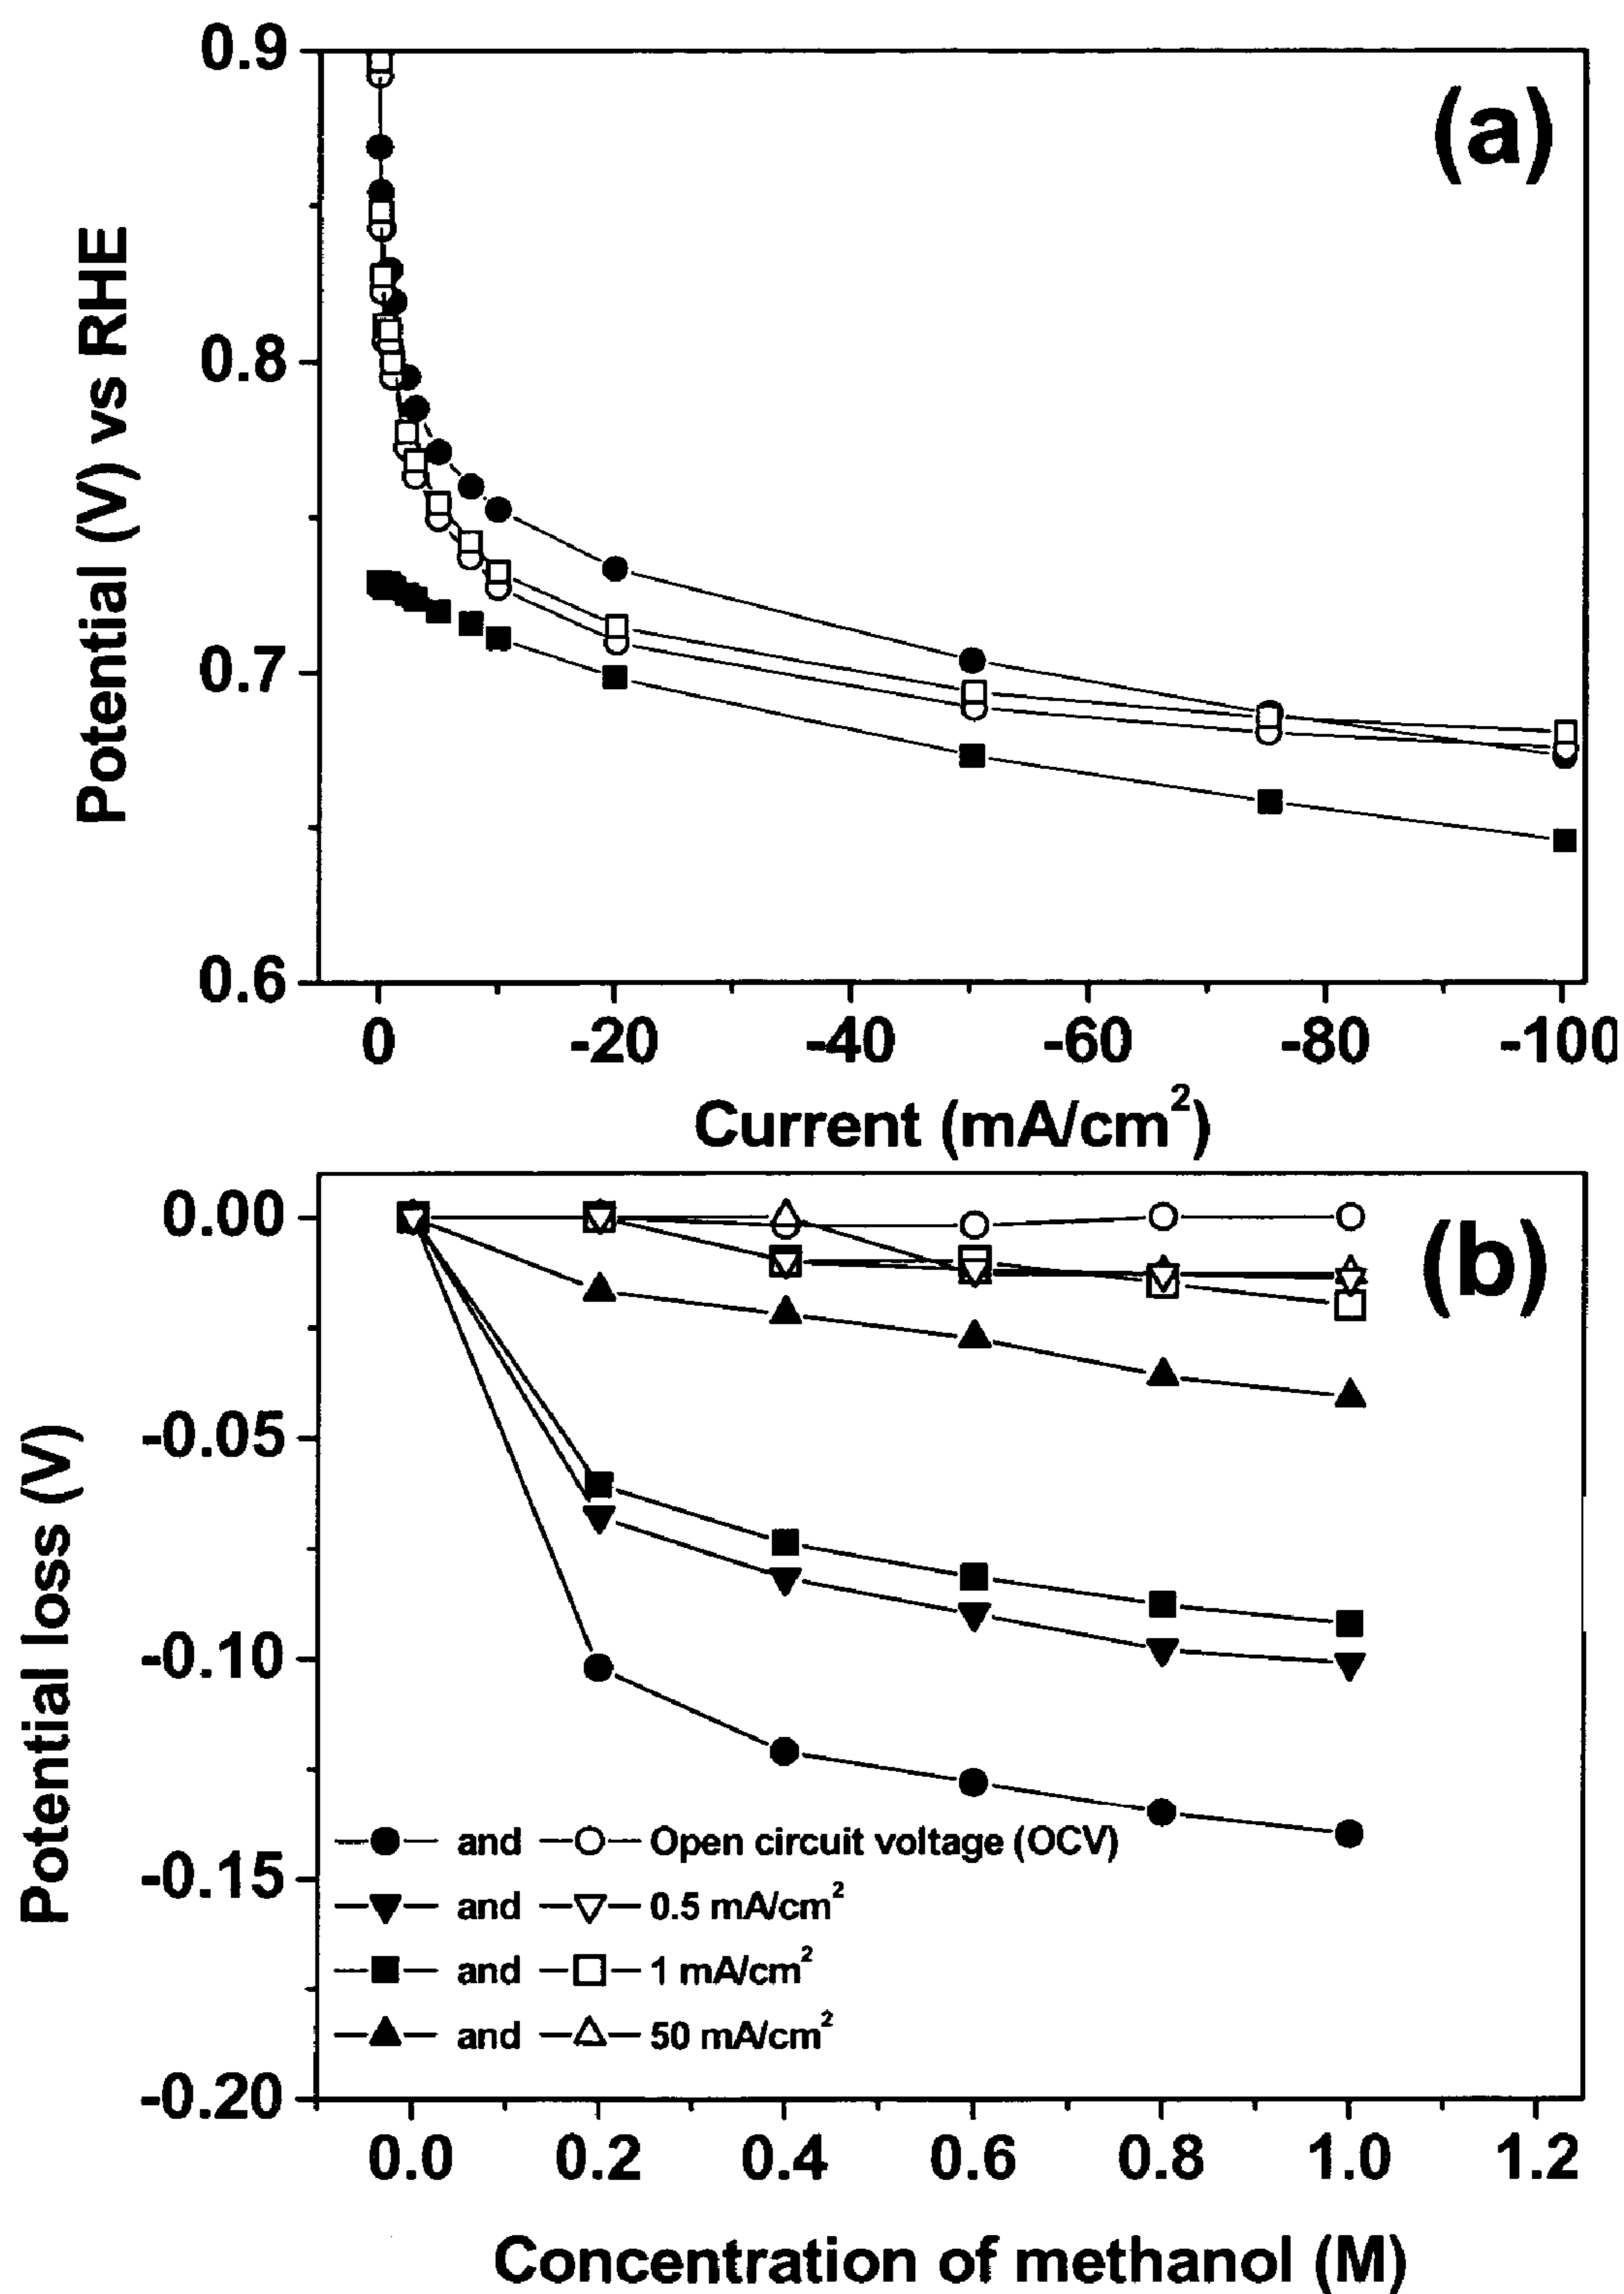 (a)
0.9
0.8
0.7
0.6
Potential (V) vs RHE
0 -20 -40 -60 -80 -100
Current (mA/cm²)
(b)
0.00
-0.05
-0.10
-0.15
-0.20
Potential loss (V)
and Open circuit voltage (OCV)
and 0.5 mA/cm²
and 1 mA/cm²
and 50 mA/cm²
0.0 0.2 0.4 0.6 0.8 1.0 1.2
Concentration of methanol (M)